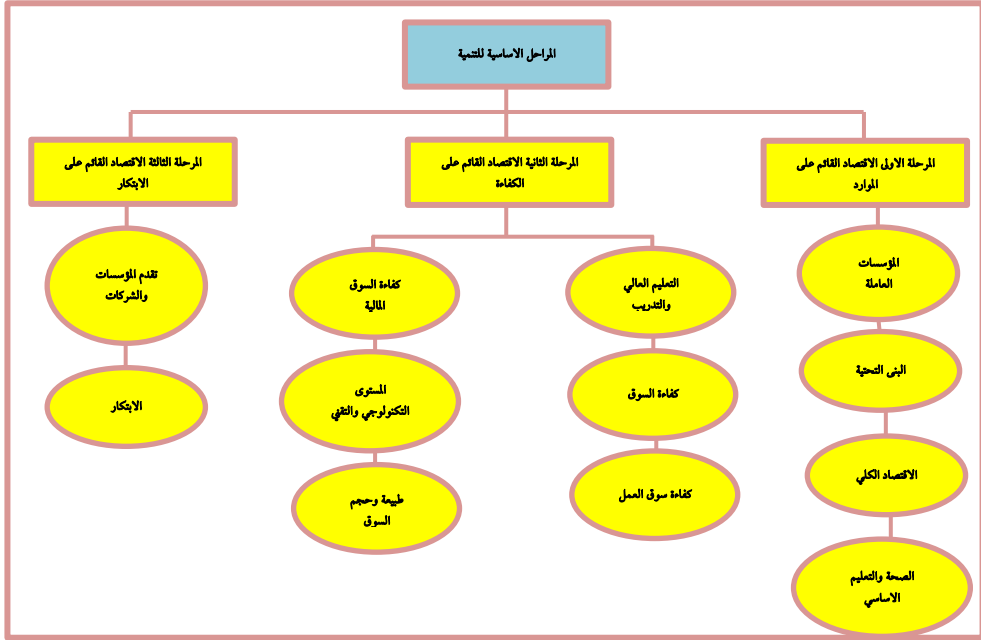 المراحل الاساسية للتنمية
المرحلة الاولى الاقتصاد القائم على
الموارد
المؤسسات
العاملة
البنى التحتية
الاقتصاد الكلي
الصحة والتعليم
الاساسي
المرحلة الثانية الاقتصاد القائم على
الكفاءة
التعليم العالي
والتدريب
كفاءة السوق
كفاءة سوق العمل
كفاءة السوق
المالية
المستوى
التكنولوجي والتقني
طبيعة وحجم
السوق
المرحلة الثالثة الاقتصاد القائم على
الابتكار
تقدم المؤسسات
والشركات
الابتكار